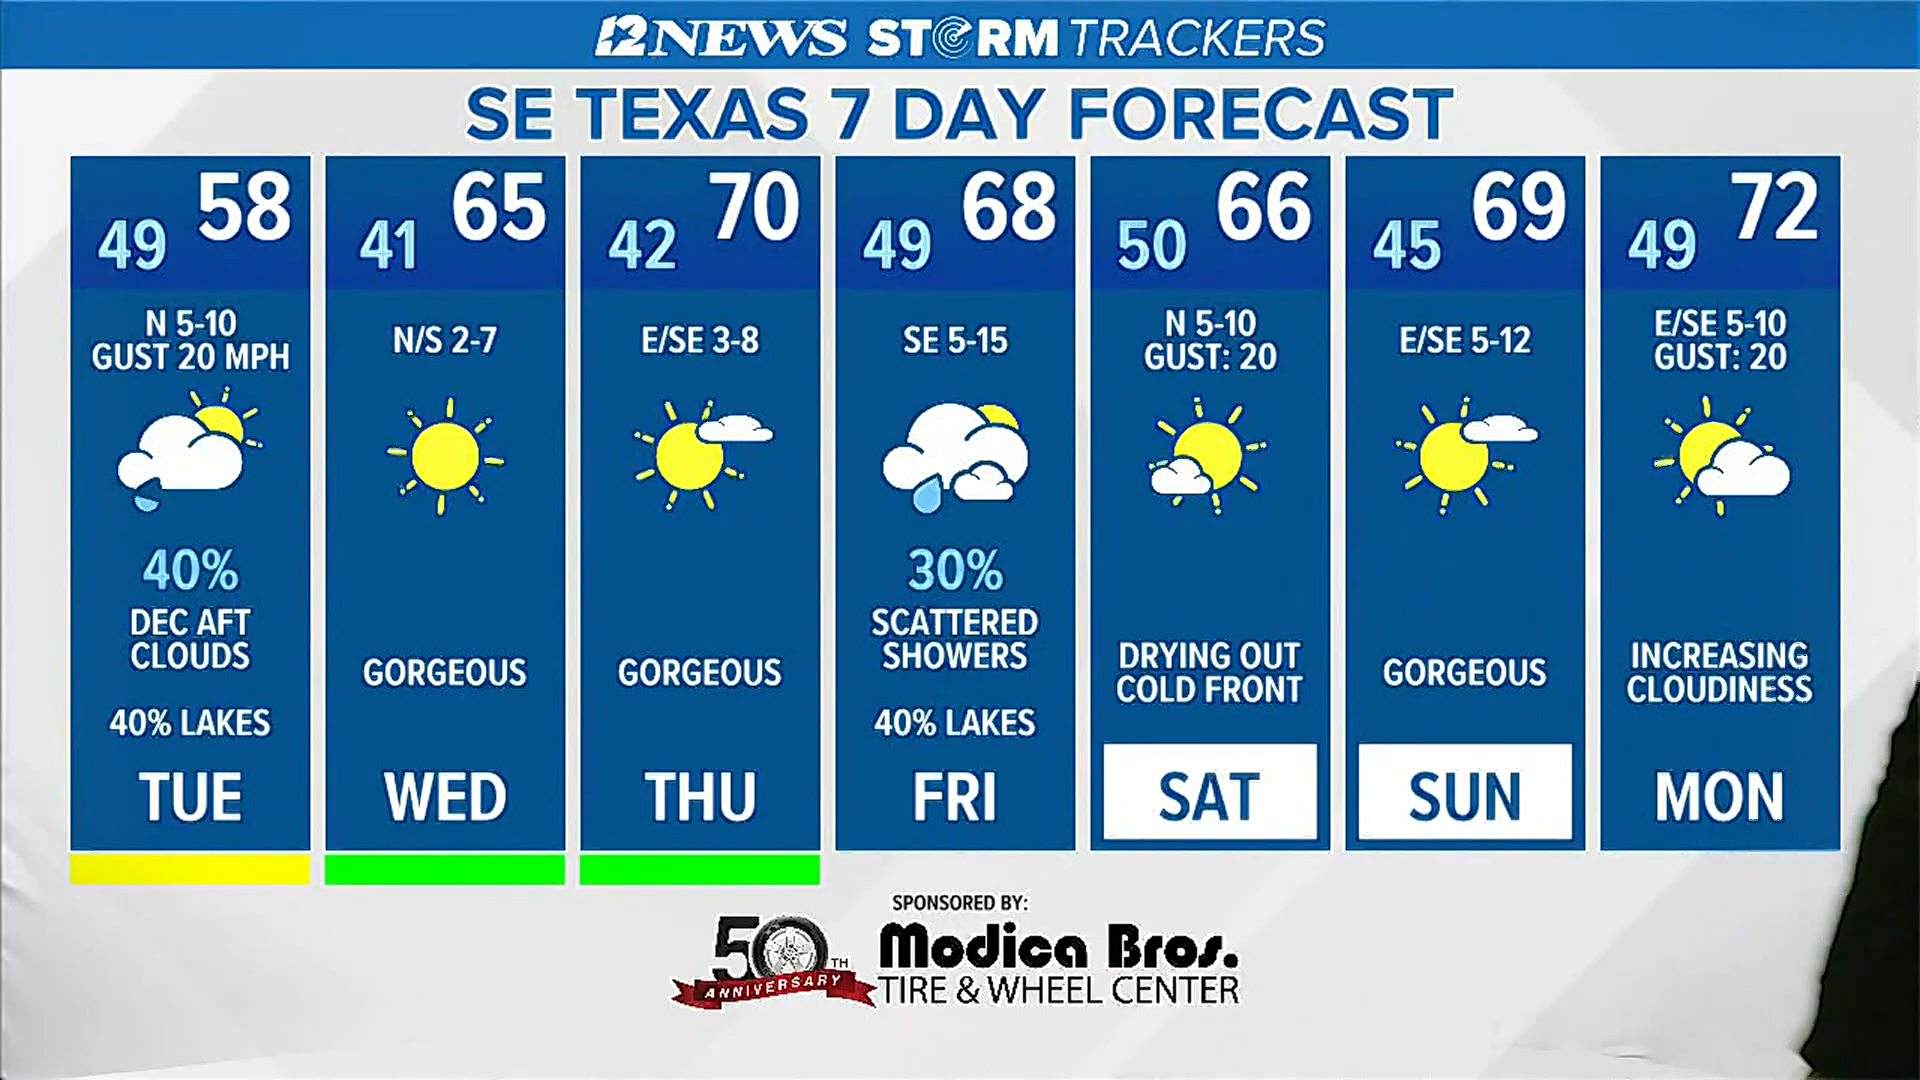 12NEWS STORM TRACKERS
SE TEXAS 7 DAY FORECAST
49 58
N 5-10
GUST 20 MPH
40%
DEC AFT
CLOUDS
40% LAKES
TUE
41 65
N/S 2-7
GORGEOUS
WED
42 70
E/SE 3-8
GORGEOUS
THU
49 68
SE 5-15
30%
SCATTERED
SHOWERS
40% LAKES
FRI
50 66
N 5-10
GUST: 20
DRYING OUT
COLD FRONT
SAT
45 69
E/SE 5-12
GORGEOUS
SUN
49 72
E/SE 5-10
GUST: 20
INCREASING
CLOUDINESS
MON
SPONSORED BY:
50TH
ANNIVERSARY
Modica Bros.
TIRE & WHEEL CENTER